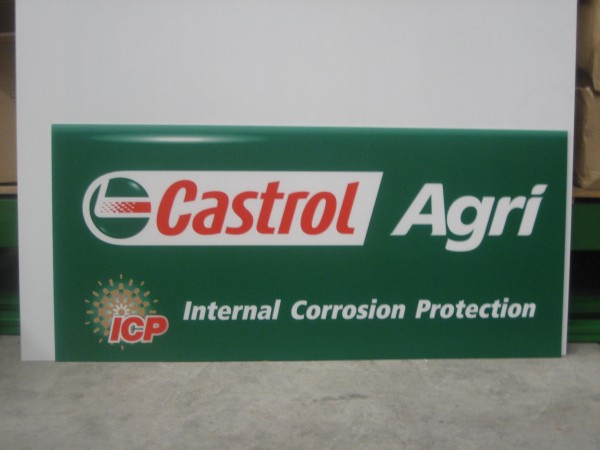 Castrol Agri
ICP Internal Corrosion Protection